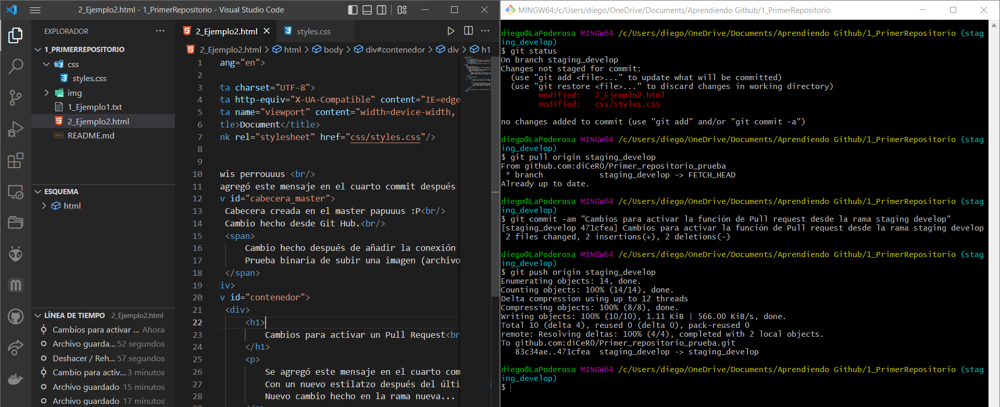 2_Ejemplo2.html - 1_PrimerRepositorio - Visual Studio Code
EXPLORADOR
1_PRIMERREPOSITORIO
css
styles.css
img
1_Ejemplo1.txt
2_Ejemplo2.html
README.md
ESQUEMA
html
LÍNEA DE TIEMPO 2_Ejemplo2.html
Cambios para activar ... Ahora
Archivo guarda... 52 segundos
Deshacer / Reh... 57 segundos
Cambio para activ... 3 minutos
Archivo guardado 15 minutos
Archivo guardado 17 minutos
2_Ejemplo2.html
styles.css
2_Ejemplo2.html > html > body > div#contenedor > div > h1
1 ang="en">
2
3 ta charset="UTF-8">
4 ta http-equiv="X-UA-Compatible" content="IE=edge
5 ta name="viewport" content="width=device-width,
6 tle>Document</title>
7 nk rel="stylesheet" href="css/styles.css"/>
8
9
10 wis perrouuus <br/>
11 agregó este mensaje en el cuarto commit después
12 v id="cabecera_master">
13 Cabecera creada en el master papuuus :P<br/>
14 Cambio hecho desde Git Hub.<br/>
15 <span>
16 Cambio hecho después de añadir la conexión
17 Prueba binaria de subir una imagen (archivo
18 </span>
19 iv>
20 v id="contenedor">
21 <div>
22 <h1>
23 Cambios para activar un Pull Request<br
24 </h1>
25 <p>
26 Se agregó este mensaje en el cuarto com
27 Con un nuevo estilatzo después del últi
28 Nuevo cambio hecho en la rama nueva...
MINGW64:/c/Users/diego/OneDrive/Documents/Aprendiendo Github/1_PrimerRepositorio
diego@LaPoderosa MINGW64 /c/Users/diego/OneDrive/Documents/Aprendiendo Github/1_PrimerRepositorio (stag
ing_develop)
$ git status
On branch staging_develop
Changes not staged for commit:
(use "git add <file>..." to update what will be committed)
(use "git restore <file>..." to discard changes in working directory)
modified: 2_Ejemplo2.html
modified: css/styles.css
no changes added to commit (use "git add" and/or "git commit -a")
diego@LaPoderosa MINGW64 /c/Users/diego/OneDrive/Documents/Aprendiendo Github/1_PrimerRepositorio (stag
ing_develop)
$ git pull origin staging_develop
From github.com:diCeR0/Primer_repositorio_prueba
* branch staging_develop -> FETCH_HEAD
Already up to date.
diego@LaPoderosa MINGW64 /c/Users/diego/OneDrive/Documents/Aprendiendo Github/1_PrimerRepositorio (stag
ing_develop)
$ git commit -am "Cambios para activar la función de Pull request desde la rama staging develop"
[staging_develop 471cfea] Cambios para activar la función de Pull request desde la rama staging develop
2 files changed, 2 insertions(+), 2 deletions(-)
diego@LaPoderosa MINGW64 /c/Users/diego/OneDrive/Documents/Aprendiendo Github/1_PrimerRepositorio (stag
ing_develop)
$ git push origin staging_develop
Enumerating objects: 14, done.
Counting objects: 100% (14/14), done.
Delta compression using up to 12 threads
Compressing objects: 100% (8/8), done.
Writing objects: 100% (10/10), 1.11 KiB | 566.00 KiB/s, done.
Total 10 (delta 4), reused 0 (delta 0), pack-reused 0
remote: Resolving deltas: 100% (4/4), completed with 2 local objects.
To github.com:diCeR0/Primer_repositorio_prueba.git
83c34ae..471cfea staging_develop -> staging_develop
diego@LaPoderosa MINGW64 /c/Users/diego/OneDrive/Documents/Aprendiendo Github/1_PrimerRepositorio (stag
ing_develop)
$